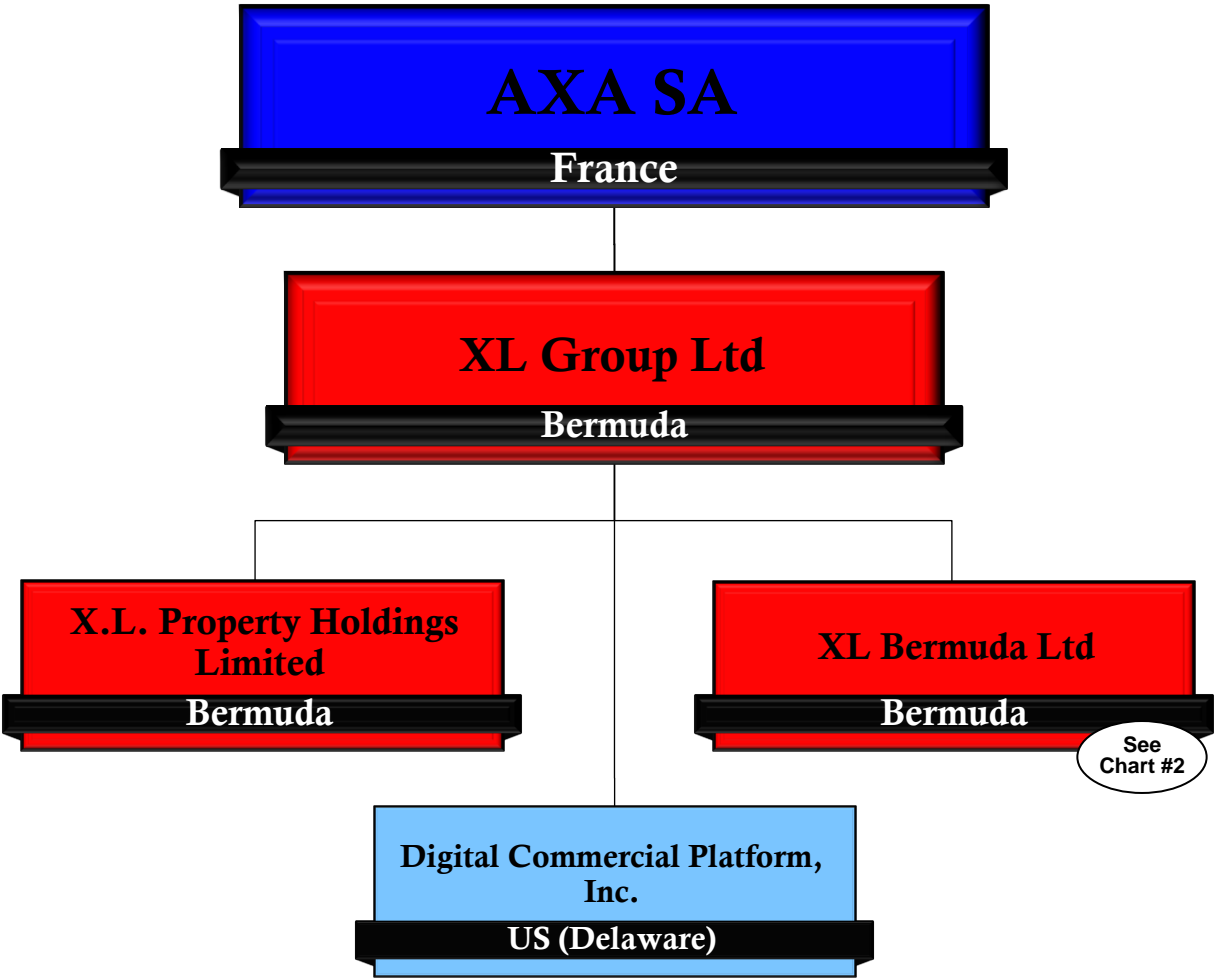 AXA SA
France
XL Group Ltd
Bermuda
X.L. Property Holdings
Limited
Bermuda
XL Bermuda Ltd
Bermuda
See
Chart #2
Digital Commercial Platform,
Inc.
US (Delaware)